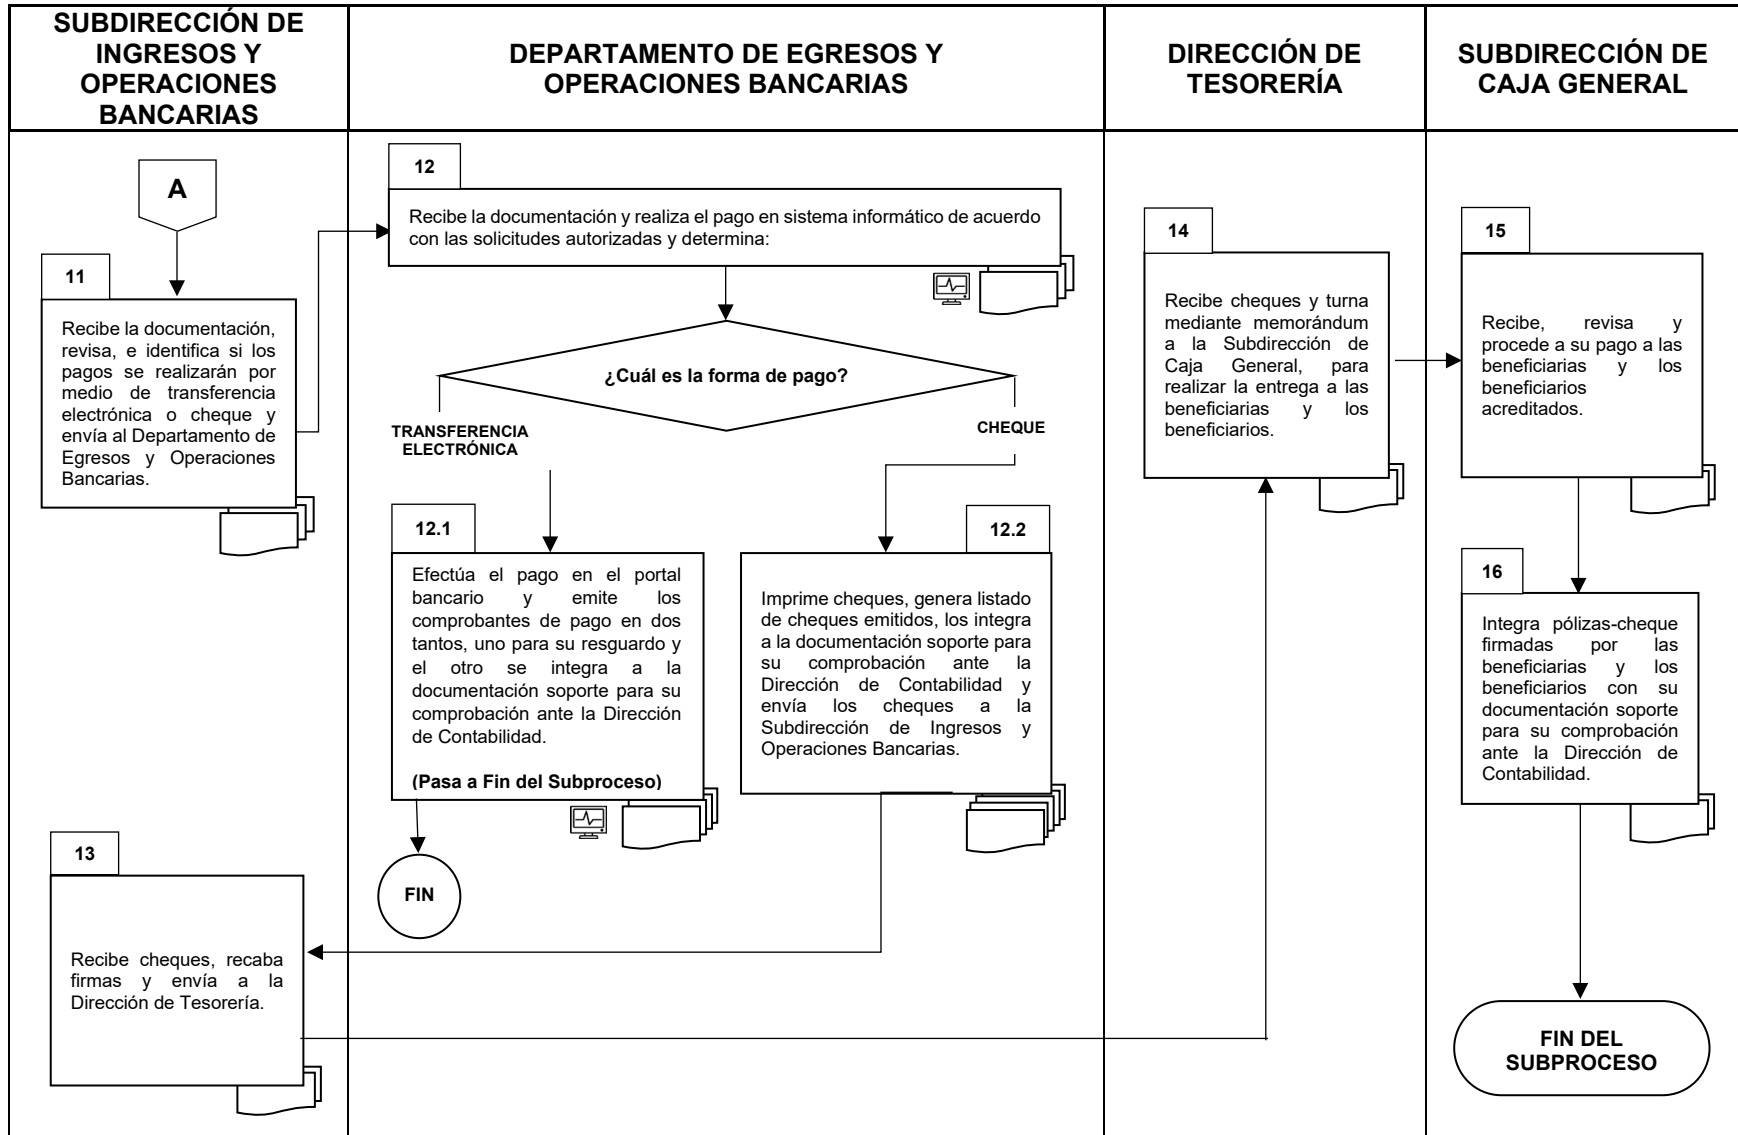 SUBDIRECCIÓN DE
INGRESOS Y
OPERACIONES
BANCARIAS
DEPARTAMENTO DE EGRESOS Y
OPERACIONES BANCARIAS
DIRECCIÓN DE
TESORERÍA
SUBDIRECCIÓN DE
CAJA GENERAL
A
11
Recibe la documentación,
revisa, e identifica si los
pagos se realizarán por
medio de transferencia
electrónica o cheque y
envía al Departamento de
Egresos y Operaciones
Bancarias.
12
Recibe la documentación y realiza el pago en sistema informático de acuerdo
con las solicitudes autorizadas y determina:
¿Cuál es la forma de pago?
TRANSFERENCIA
ELECTRÓNICA
CHEQUE
12.1
Efectúa el pago en el portal
bancario y emite los
comprobantes de pago en dos
tantos, uno para su resguardo y
el otro se integra a la
documentación soporte para su
comprobación ante la Dirección
de Contabilidad.
(Pasa a Fin del Subproceso)
FIN
12.2
Imprime cheques, genera listado
de cheques emitidos, los integra
a la documentación soporte para
su comprobación ante la
Dirección de Contabilidad y
envía los cheques a la
Subdirección de Ingresos y
Operaciones Bancarias.
13
Recibe cheques, recaba
firmas y envía a la
Dirección de Tesorería.
14
Recibe cheques y turna
mediante memorándum
a la Subdirección de
Caja General, para
realizar la entrega a las
beneficiarias y los
beneficiarios.
15
Recibe, revisa y
procede a su pago a las
beneficiarias y los
beneficiarios
acreditados.
16
Integra pólizas-cheque
firmadas por las
beneficiarias y los
beneficiarios con su
documentación soporte
para su comprobación
ante la Dirección de
Contabilidad.
FIN DEL
SUBPROCESO